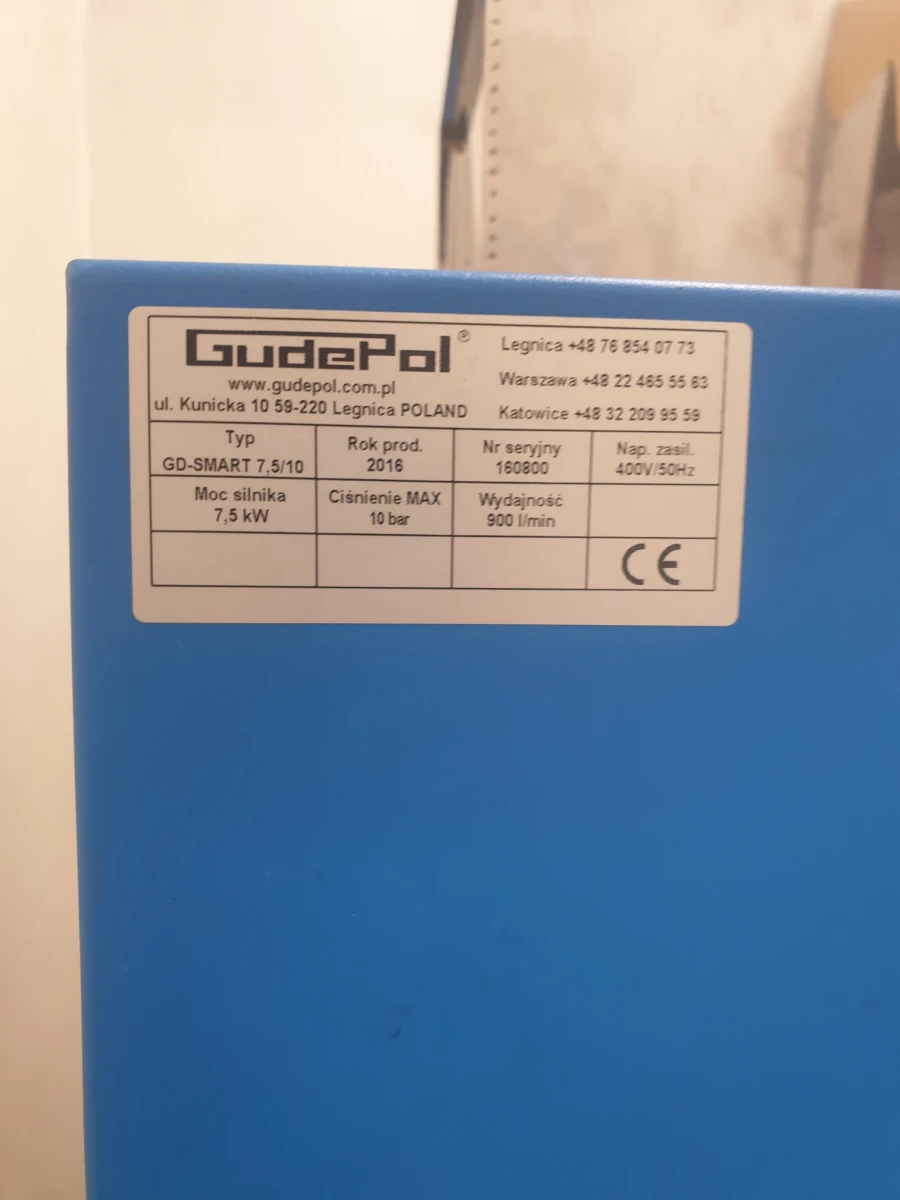 GUDEPOL®
www.gudepol.com.pl
ul. Kunicka 10 59-220 Legnica POLAND
Legnica +48 76 854 07 73
Warszawa +48 22 465 55 63
Katowice +48 32 209 95 59
Typ
GD-SMART 7,5/10
Rok prod.
2016
Nr seryjny
160800
Nap. zasil.
400V/50Hz
Moc silnika
7,5 kW
Ciśnienie MAX
10 bar
Wydajność
900 l/min
CE